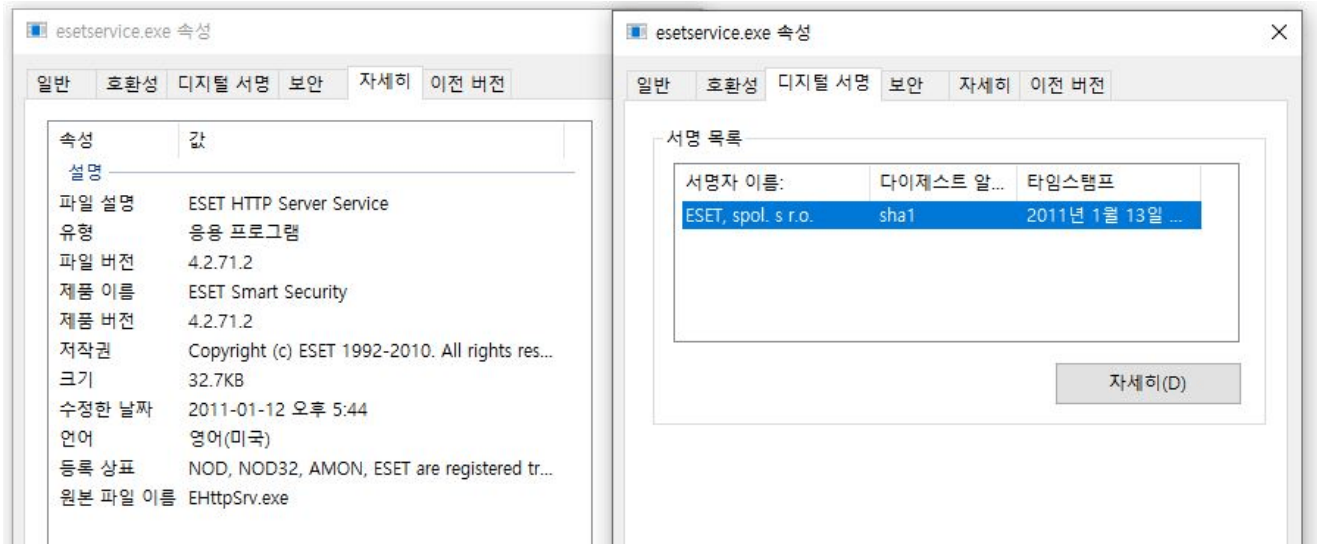 esetservice.exe 속성
일반 호환성 디지털 서명 보안 자세히 이전 버전
속성 값
설명
파일 설명 ESET HTTP Server Service
유형 응용 프로그램
파일 버전 4.2.71.2
제품 이름 ESET Smart Security
제품 버전 4.2.71.2
저작권 Copyright (c) ESET 1992-2010. All rights res...
크기 32.7KB
수정한 날짜 2011-01-12 오후 5:44
언어 영어(미국)
등록 상표 NOD, NOD32, AMON, ESET are registered tr...
원본 파일 이름 EHttpSrv.exe
esetservice.exe 속성
일반 호환성 디지털 서명 보안 자세히 이전 버전
서명 목록
서명자 이름: 다이제스트 알... 타임스탬프
ESET, spol. s r.o. sha1 2011년 1월 13일 ...
자세히(D)